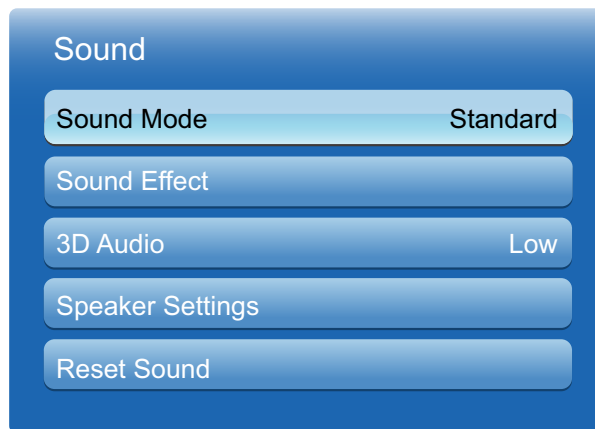 Sound
Sound Mode Standard
Sound Effect
3D Audio Low
Speaker Settings
Reset Sound